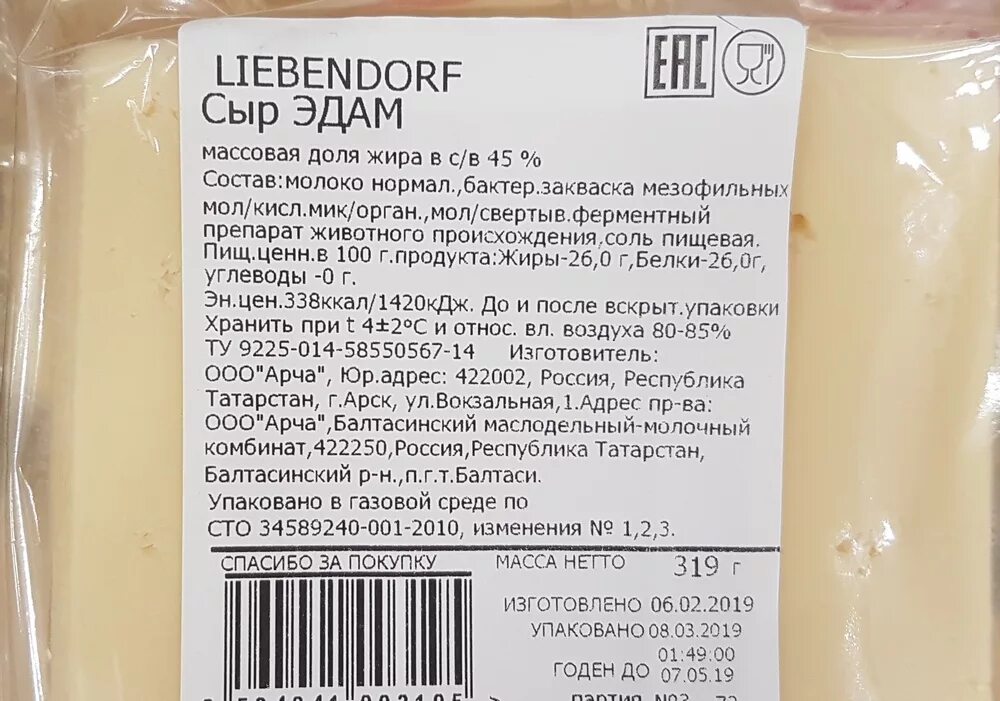 LIEBENDORF
EAC
Сыр ЭДАМ
массовая доля жира в с/в 45 %
Состав:молоко нормал.,бактер.закваска мезофильных
мол/кисл.мик/орган.,мол/свертыв.ферментный
препарат животного происхождения,соль пищевая.
Пищ.ценн.в 100 г.продукта:Жиры-26,0 г,Белки-26,0г,
углеводы -0 г.
Эн.цен.338ккал/1420кДж. До и после вскрыт.упаковки
Хранить при t 4±2°С и относ. вл. воздуха 80-85%
ТУ 9225-014-58550567-14 Изготовитель:
ООО"Арча", Юр.адрес: 422002, Россия, Республика
Татарстан, г.Арск, ул.Вокзальная,1.Адрес пр-ва:
ООО"Арча",Балтасинский маслодельный-молочный
комбинат,422250,Россия,Республика Татарстан,
Балтасинский р-н.,п.г.т.Балтаси.
Упаковано в газовой среде по
СТО 34589240-001-2010, изменения № 1,2,3.
СПАСИБО ЗА ПОКУПКУ
МАССА НЕТТО 319 г
ИЗГОТОВЛЕНО 06.02.2019
УПАКОВАНО 08.03.2019
01:49:00
ГОДЕН ДО 07.05.19
партия №3